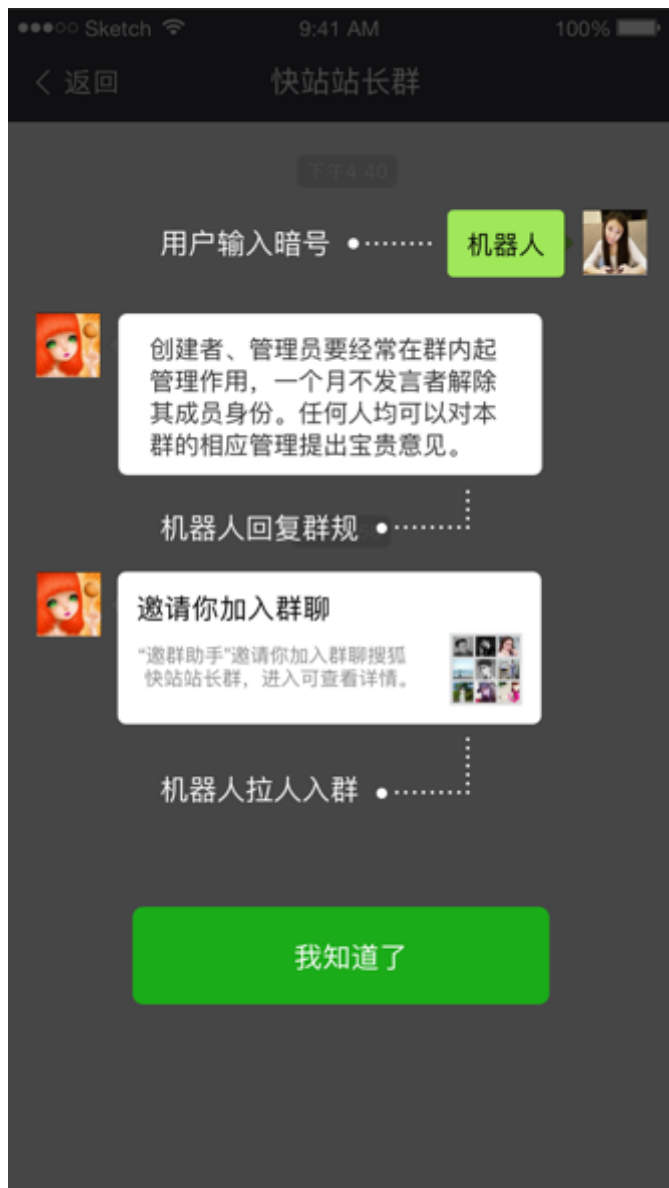 ●●●○○ Sketch 9:41 AM 100%
返回 快站站长群
下午4:40
用户输入暗号 机器人
创建者、管理员要经常在群内起
管理作用，一个月不发言者解除
其成员身份。任何人均可以对本
群的相应管理提出宝贵意见。
机器人回复群规
邀请你加入群聊
“邀群助手”邀请你加入群聊搜狐
快站站长群，进入可查看详情。
机器人拉人入群
我知道了